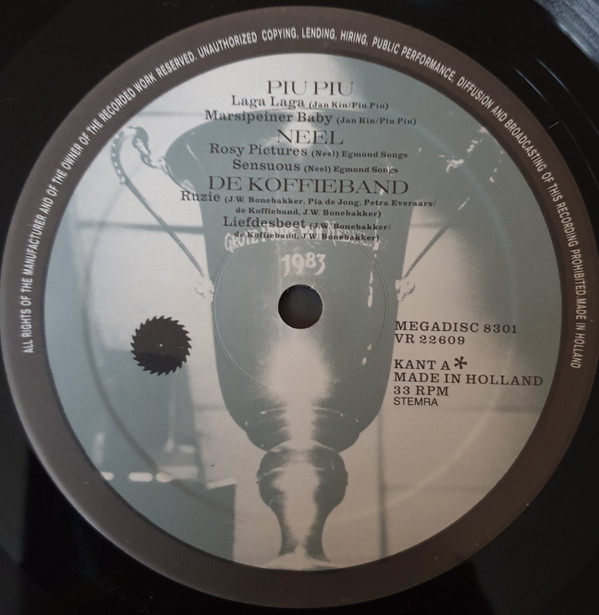 ALL RIGHTS OF THE MANUFACTURER AND OF THE OWNER OF THE RECORDED WORK RESERVED. UNAUTHORIZED COPYING, LENDING, HIRING, PUBLIC PERFORMANCE, DIFFUSION AND BROADCASTING OF THIS RECORDING PROHIBITED MADE IN HOLLAND
PIU PIU
Laga Laga (Jan Kin/Piu Piu)
Marsipeiner Baby (Jan Kin/Piu Piu)
NEEL
Rosy Pictures (Neel) Egmond Songs
Sensuous (Neel) Egmond Songs
DE KOFFIEBAND
Ruzie (J.W. Bonebakker, Pia de Jong, Petra Everaars/
de Koffieband, J.W. Bonebakker)
Liefdesbeet (J.W. Bonebakker/
de Koffieband, J.W. Bonebakker)
GROTE
1983
MEGADISC 8301
VR 22609
KANT A *
MADE IN HOLLAND
33 RPM
STEMRA